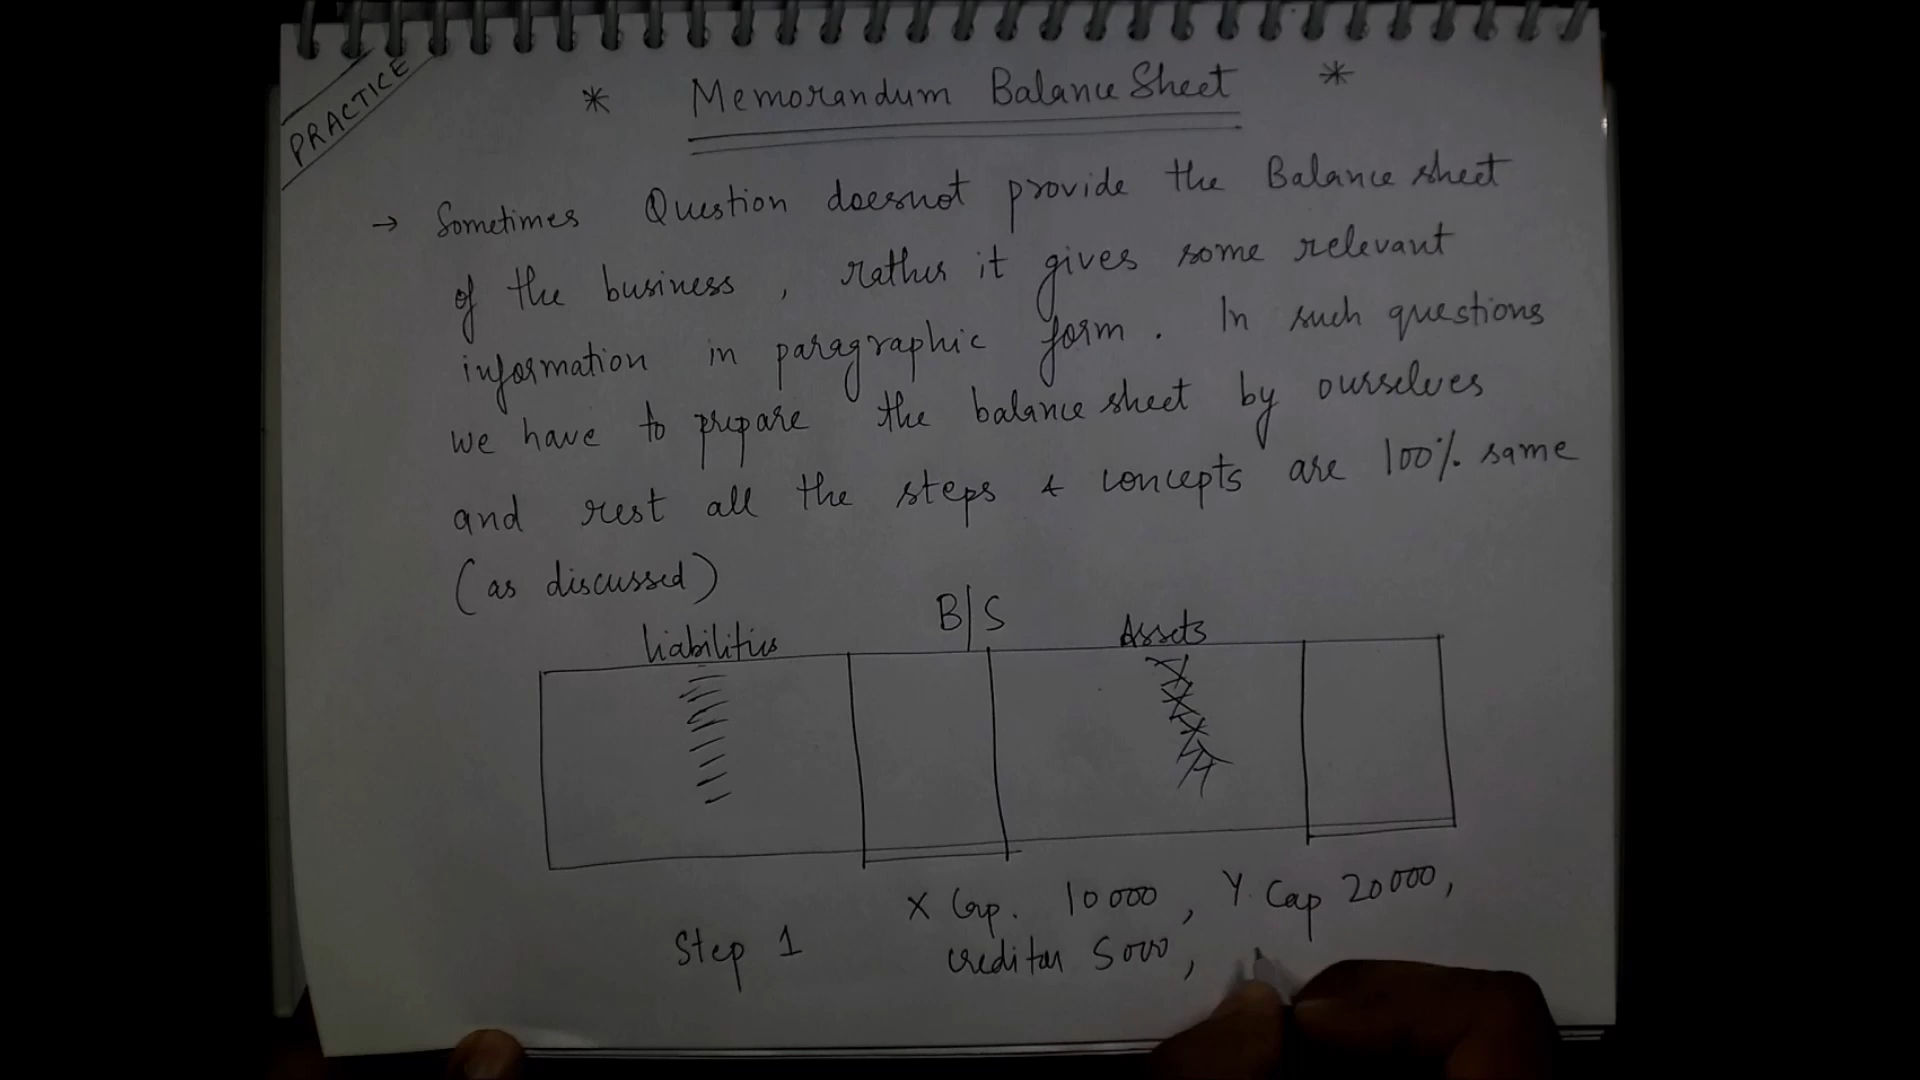 PRACTICE
* Memorandum Balance Sheet *
→ Sometimes Question doesnot provide the Balance sheet
of the business, rather it gives some relevant
information in paragraphic form. In such questions
we have to prepare the balance sheet by ourselves
and rest all the steps & concepts are 100% same
(as discussed)
B/S
Liabilities Assets
X Cap. 10000, Y Cap 20000,
Step 1 creditor 5000,